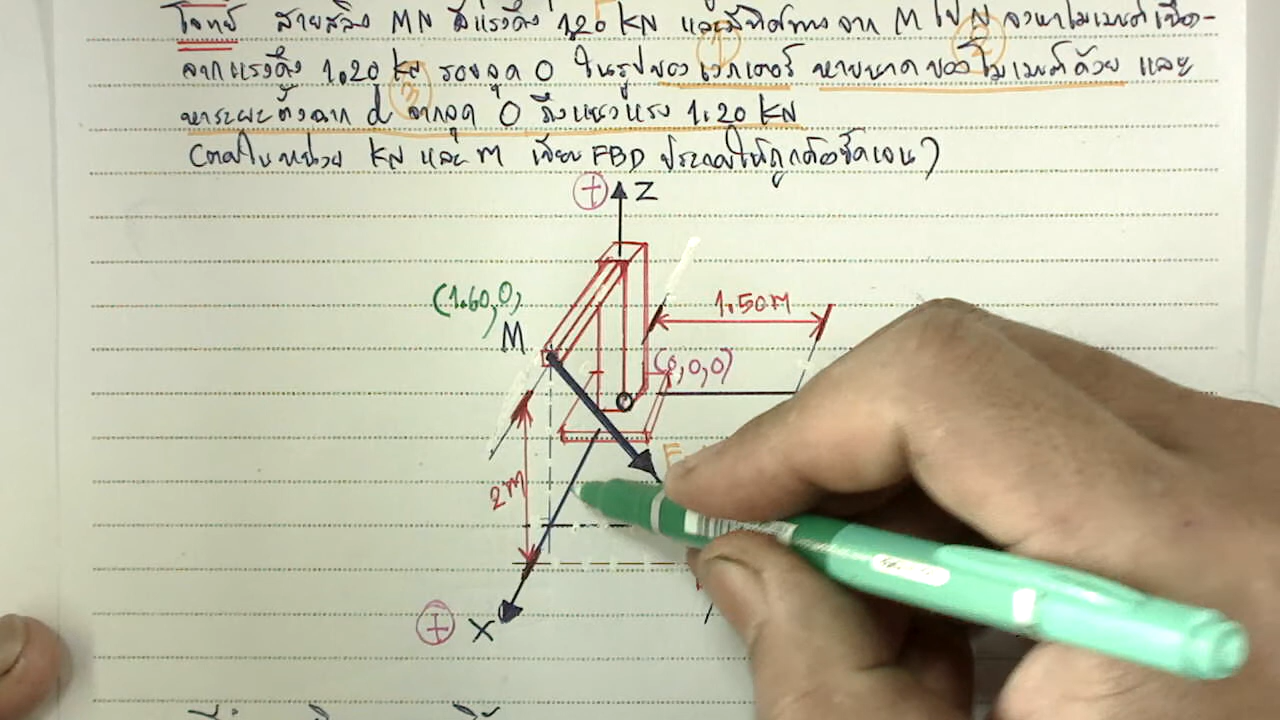 โจทย์ สายสลิง MN มีแรงดึง 1.20 KN และมีทิศทางจาก M ไป N จงหาโมเมนต์เนื่อง-
จากแรงดึง 1.20 KN รอบจุด O ในรูปของเวกเตอร์ หาขนาดของโมเมนต์ด้วย และ
หาระยะตั้งฉาก d จากจุด O ถึงแนวแรง 1.20 KN
(ตอบในหน่วย KN และ M เขียน FBD ประกอบให้ถูกต้องชัดเจน)
+ Z
(1.60,0,
1.50M
M
(0,0,0)
F
2M
+ X